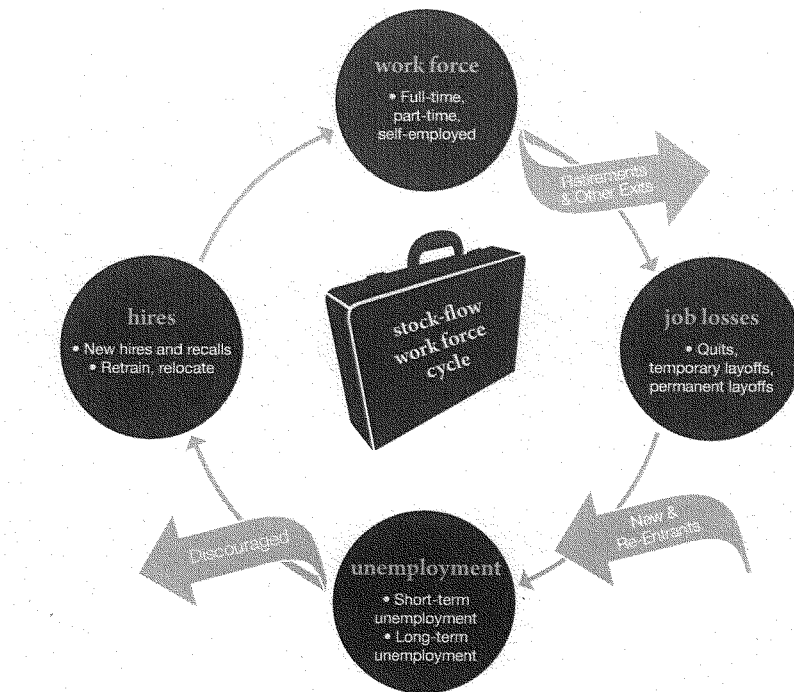 work force
• Full-time,
part-time,
self-employed
Retirements
& Other Exits
stock-flow
work force
cycle
hires
• New hires and recalls
• Retrain, relocate
job losses
• Quits,
temporary layoffs,
permanent layoffs
New &
Re-Entrants
Discouraged
unemployment
• Short-term
unemployment
• Long-term
unemployment